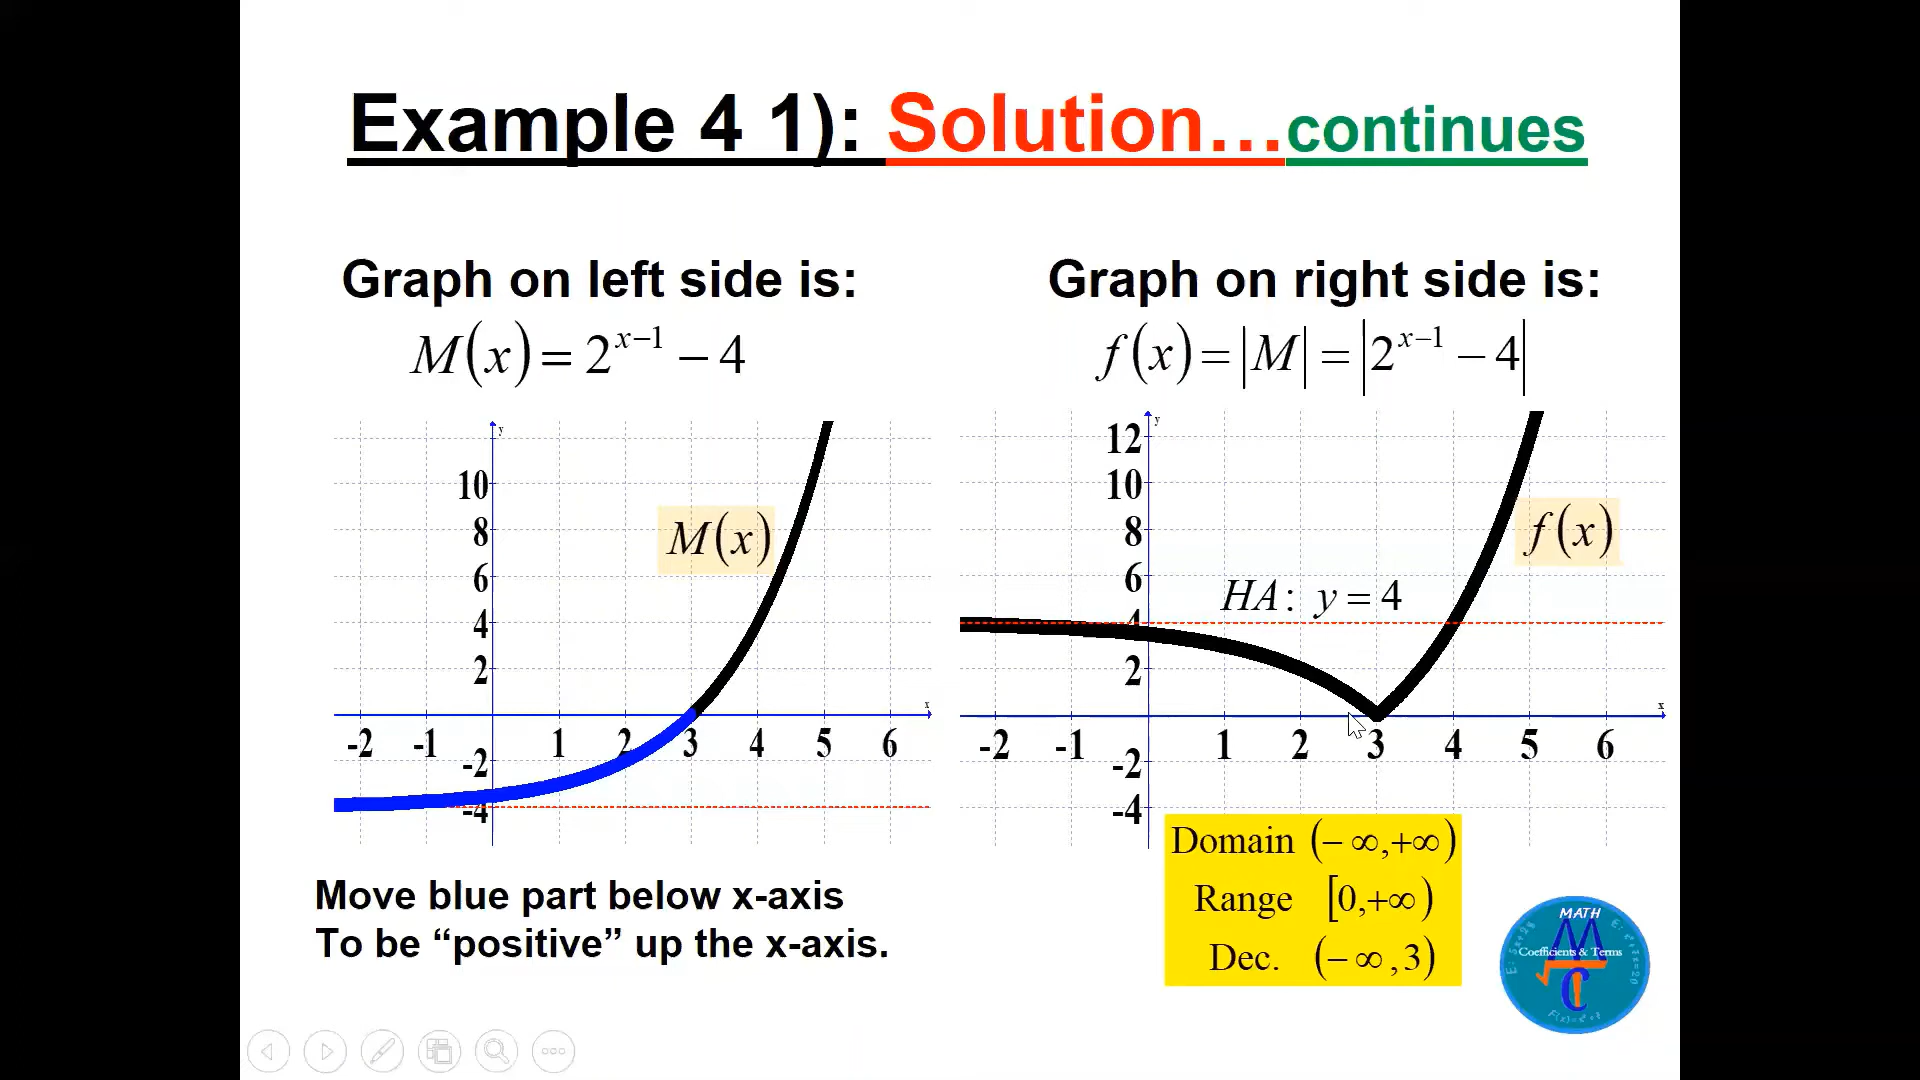 Example 4 1): Solution…continues
Graph on left side is:
M(x) = 2^{x−1} − 4
Graph on right side is:
f(x) = |M| = |2^{x−1} − 4|
y
10
8
6
4
2
-2
-4
-2 -1 1 2 3 4 5 6
x
M(x)
y
12
10
8
6
4
2
-2
-4
-2 -1 1 2 3 4 5 6
x
f(x)
HA: y = 4
Move blue part below x-axis
To be “positive” up the x-axis.
Domain (−∞,+∞)
Range [0,+∞)
Dec. (−∞,3)
MATH
Coefficients & Terms